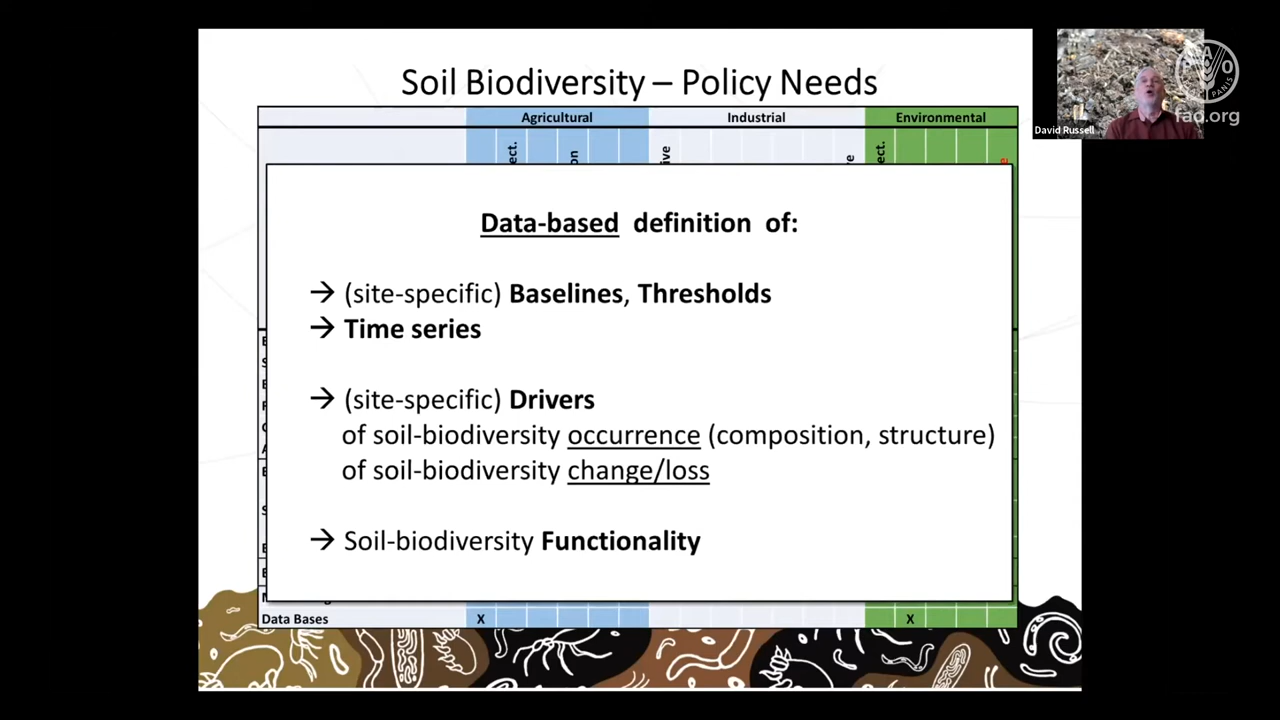 Soil Biodiversity – Policy Needs
Agricultural Industrial Environmental
Data-based definition of:
→ (site-specific) Baselines, Thresholds
→ Time series
→ (site-specific) Drivers
of soil-biodiversity occurrence (composition, structure)
of soil-biodiversity change/loss
→ Soil-biodiversity Functionality
Data Bases X X
David Russell
FAO
PANIS
fao.org